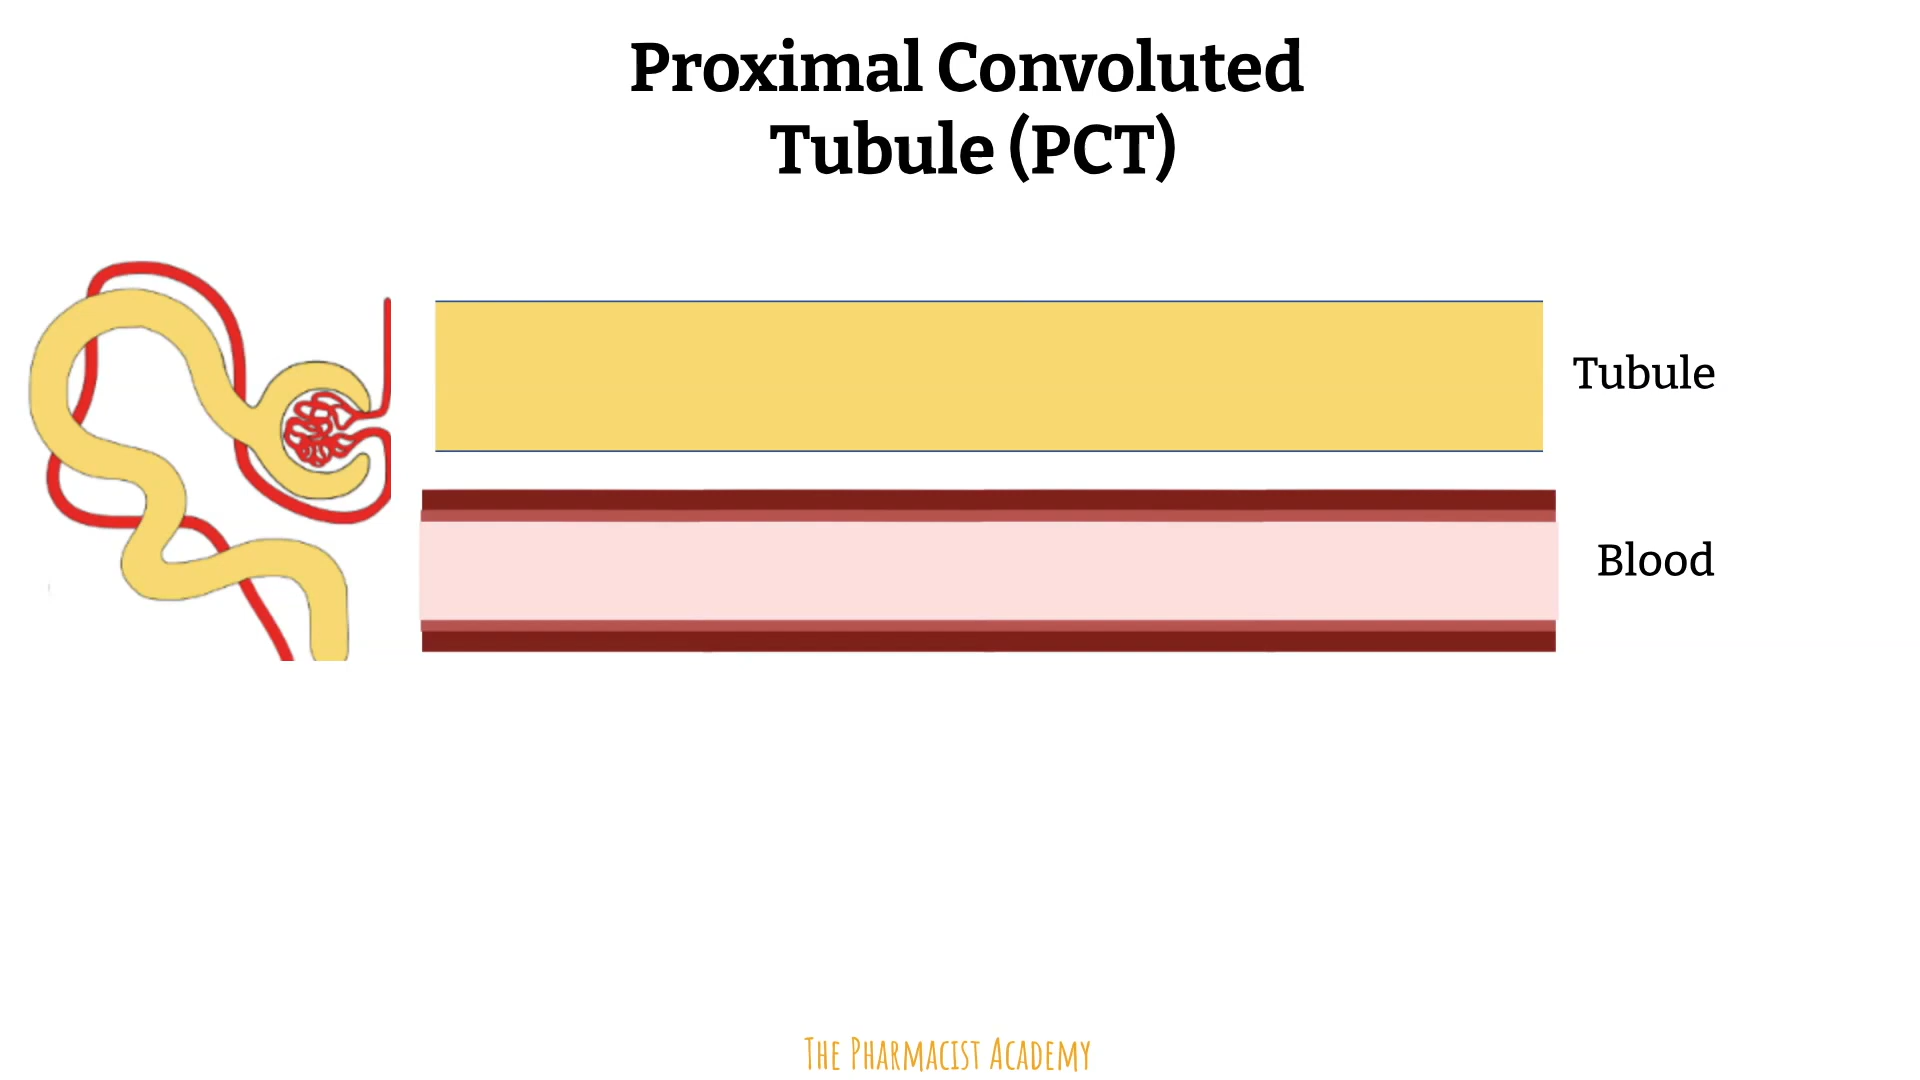 Proximal Convoluted
Tubule (PCT)
Tubule
Blood
The Pharmacist Academy